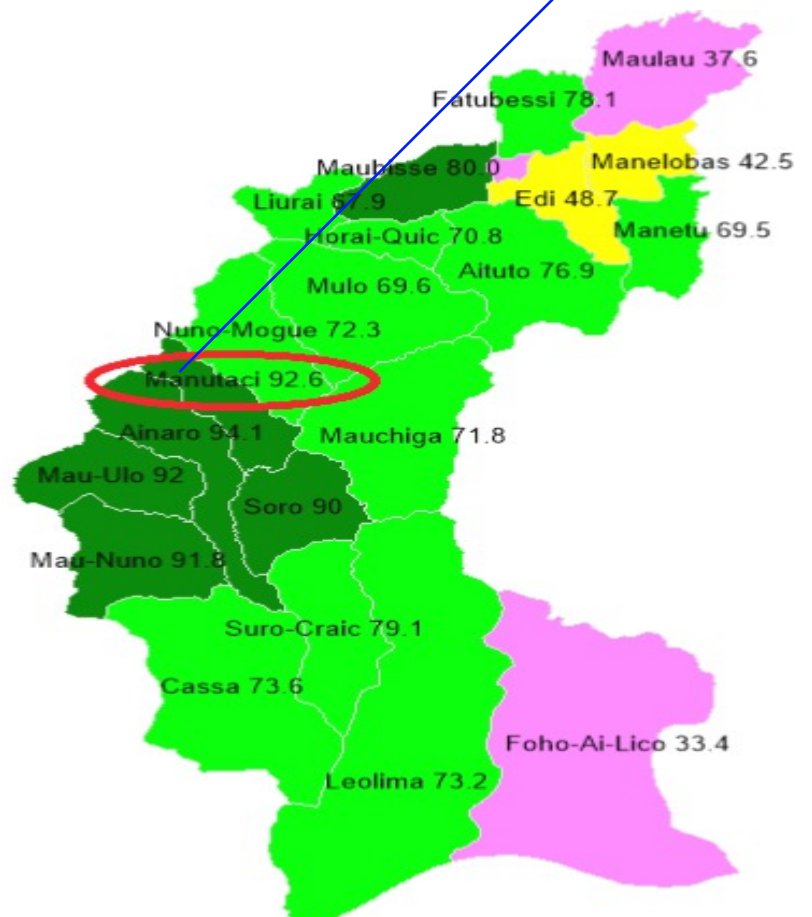 Maulau 37.6
Fatubessi 78.1
Maubisse 80.0
Manelobas 42.5
Liurai 67.9
Edi 48.7
Horai-Quic 70.8
Manetu 69.5
Mulo 69.6
Aituto 76.9
Nuno-Mogue 72.3
Manutaci 92.6
Ainaro 94.1
Mauchiga 71.8
Mau-Ulo 92
Soro 90
Mau-Nuno 91.8
Suro-Craic 79.1
Cassa 73.6
Foho-Ai-Lico 33.4
Leolima 73.2